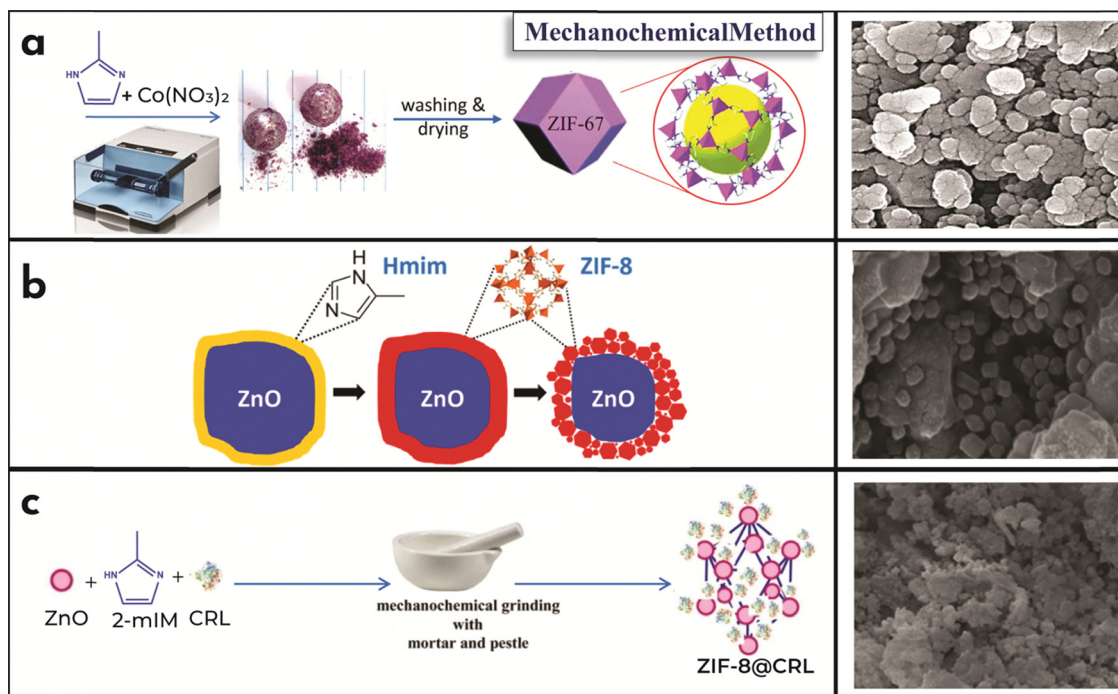 a
MechanochemicalMethod
HN
N
+ Co(NO₃)₂
washing &
drying
ZIF-67
b
H
N
N
Hmim
ZIF-8
ZnO
ZnO
ZnO
c
HN
N
+
+
ZnO
2-mIM
CRL
mechanochemical grinding
with
mortar and pestle
ZIF-8@CRL